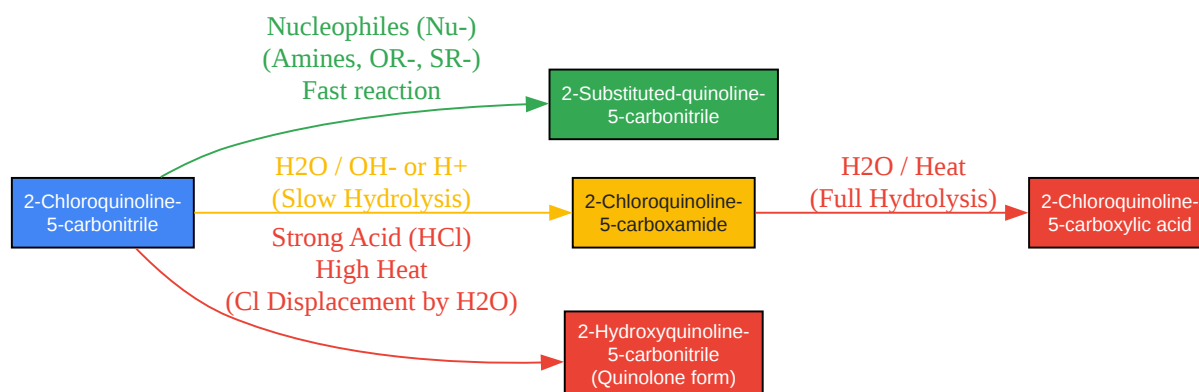 Nucleophiles (Nu-)
(Amines, OR-, SR-)
Fast reaction
2-Substituted-quinoline-
5-carbonitrile
2-Chloroquinoline-
5-carbonitrile
H2O / OH- or H+
(Slow Hydrolysis)
2-Chloroquinoline-
5-carboxamide
H2O / Heat
(Full Hydrolysis)
2-Chloroquinoline-
5-carboxylic acid
Strong Acid (HCl)
High Heat
(Cl Displacement by H2O)
2-Hydroxyquinoline-
5-carbonitrile
(Quinolone form)